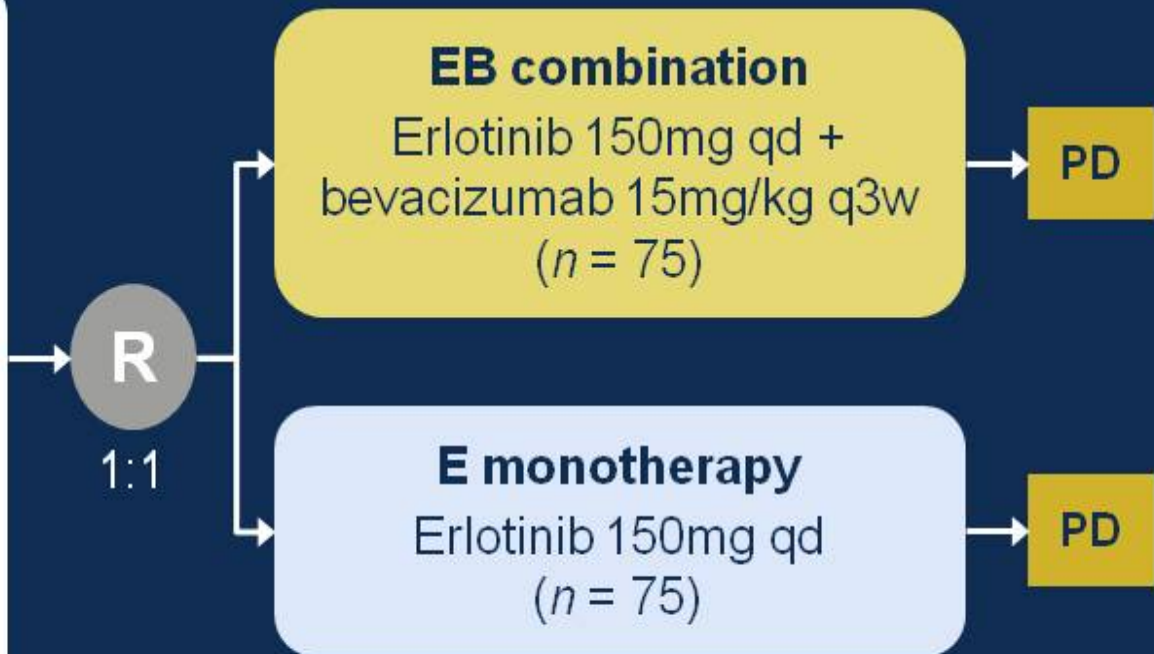 EB combination
Erlotinib 150mg qd +
bevacizumab 15mg/kg q3w
(n = 75)
PD
R
1:1
E monotherapy
Erlotinib 150mg qd
(n = 75)
PD